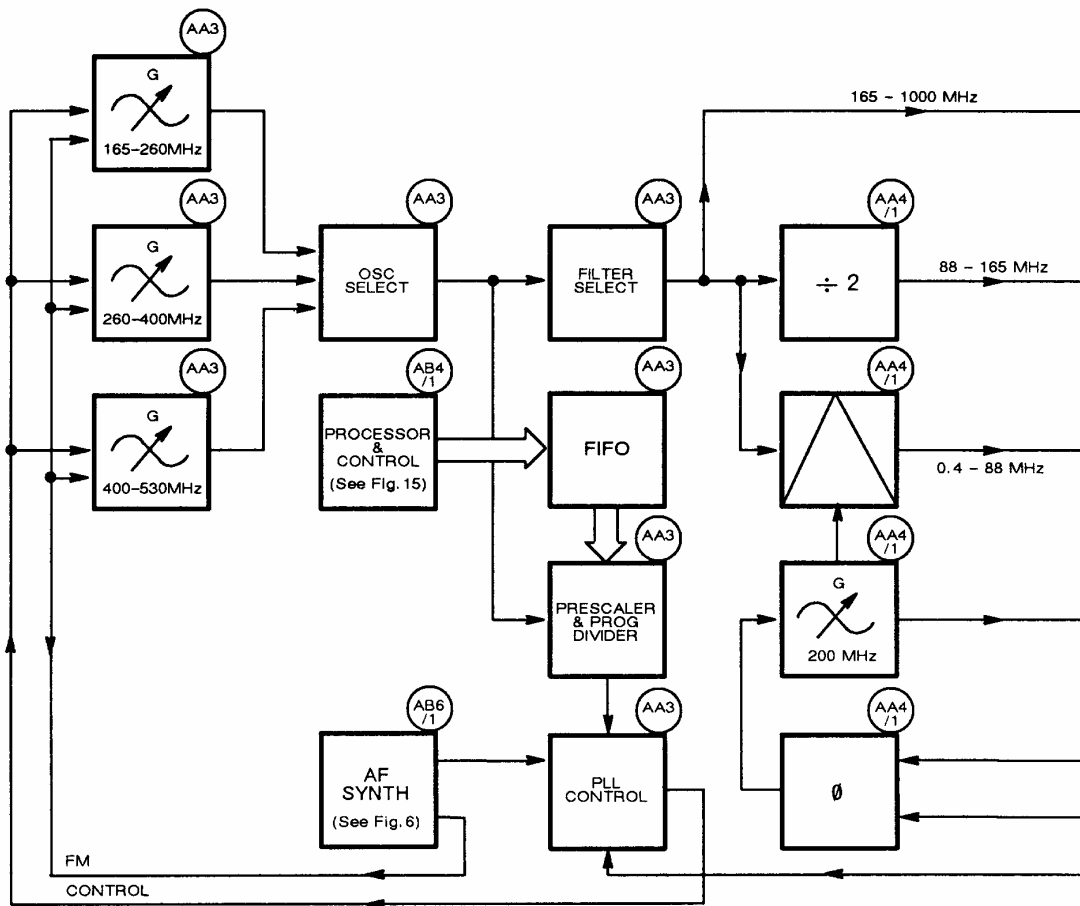 AA3
G
165-260MHz
165 - 1000 MHz
AA3
G
260-400MHz
AA3
OSC
SELECT
AA3
FILTER
SELECT
AA4
/1
÷ 2
88 - 165 MHz
AA3
G
400-530MHz
AB4
/1
PROCESSOR
&
CONTROL
(See Fig. 15)
AA3
FIFO
AA4
/1
0.4 - 88 MHz
AA3
PRESCALER
& PROG
DIVIDER
AA4
/1
G
200 MHz
AB6
/1
AF
SYNTH
(See Fig. 6)
AA3
PLL
CONTROL
AA4
/1
ø
FM
CONTROL